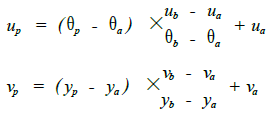 u_p = (θ_p - θ_a) × (u_b - u_a) / (θ_b - θ_a) + u_a
v_p = (y_p - y_a) × (v_b - v_a) / (y_b - y_a) + v_a